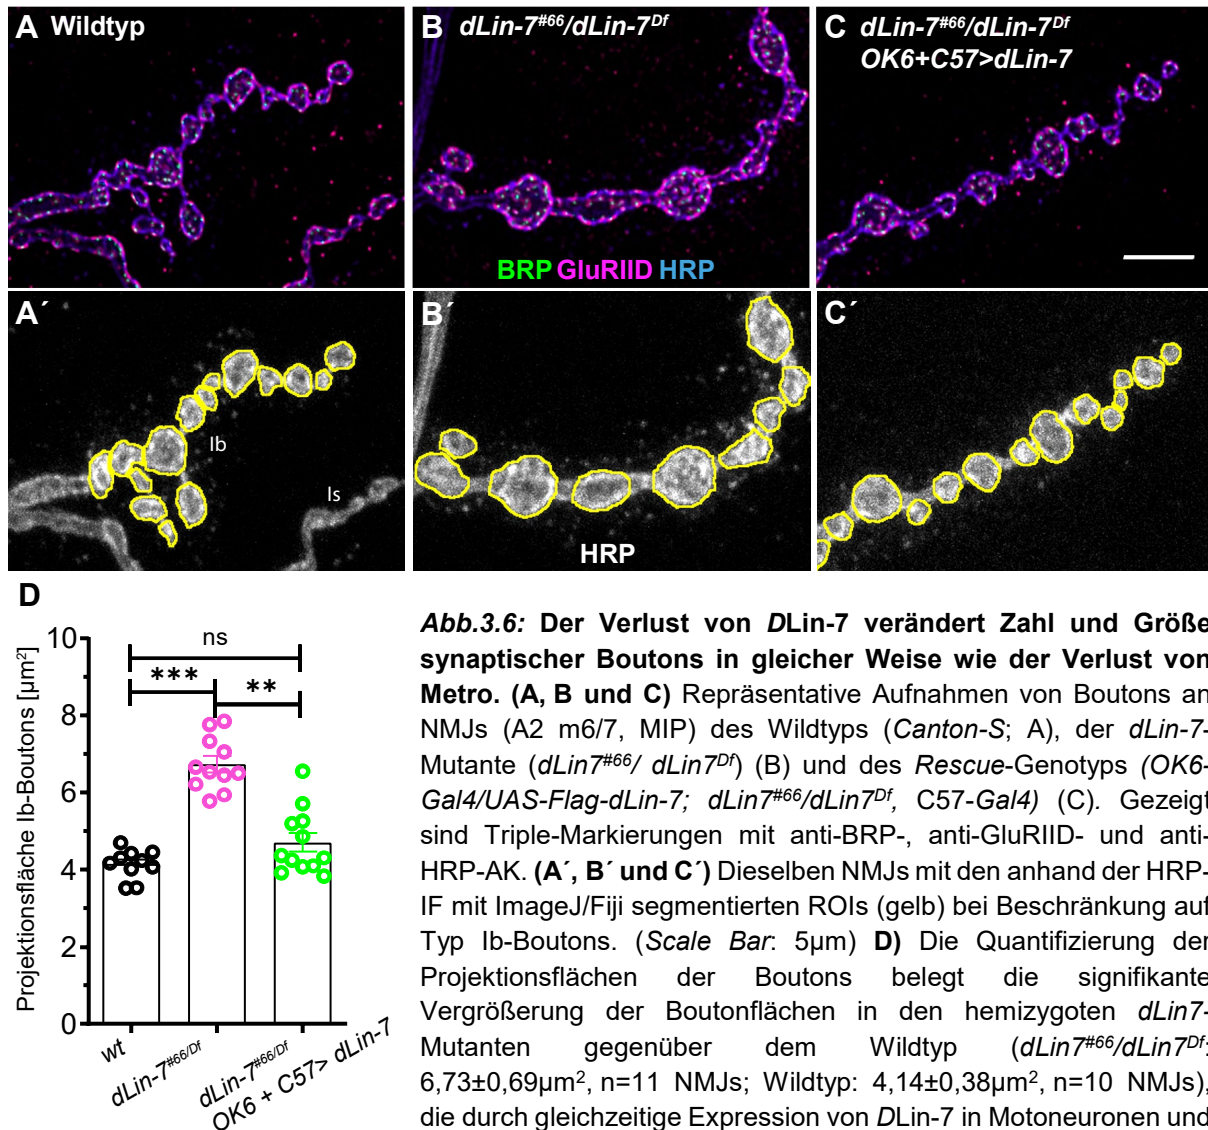 A Wildtyp
B dLin-7#66/dLin-7Df
C dLin-7#66/dLin-7Df
OK6+C57>dLin-7
BRP GluRIID HRP
A´
Ib
Is
B´
HRP
C´
D
Projektionsfläche Ib-Boutons [µm²]
10
8
6
4
2
0
ns
***
**
wt
dLin-7#66/Df
dLin-7#66/Df
OK6 + C57> dLin-7
Abb.3.6: Der Verlust von DLin-7 verändert Zahl und Größe
synaptischer Boutons in gleicher Weise wie der Verlust von
Metro. (A, B und C) Repräsentative Aufnahmen von Boutons an
NMJs (A2 m6/7, MIP) des Wildtyps (Canton-S; A), der dLin-7-
Mutante (dLin7#66/ dLin7Df) (B) und des Rescue-Genotyps (OK6-
Gal4/UAS-Flag-dLin-7; dLin7#66/dLin7Df, C57-Gal4) (C). Gezeigt
sind Triple-Markierungen mit anti-BRP-, anti-GluRIID- und anti-
HRP-AK. (A´, B´ und C´) Dieselben NMJs mit den anhand der HRP-
IF mit ImageJ/Fiji segmentierten ROIs (gelb) bei Beschränkung auf
Typ Ib-Boutons. (Scale Bar: 5µm) D) Die Quantifizierung der
Projektionsflächen der Boutons belegt die signifikante
Vergrößerung der Boutonflächen in den hemizygoten dLin7-
Mutanten gegenüber dem Wildtyp (dLin7#66/dLin7Df:
6,73±0,69µm², n=11 NMJs; Wildtyp: 4,14±0,38µm², n=10 NMJs),
die durch gleichzeitige Expression von DLin-7 in Motoneuronen und